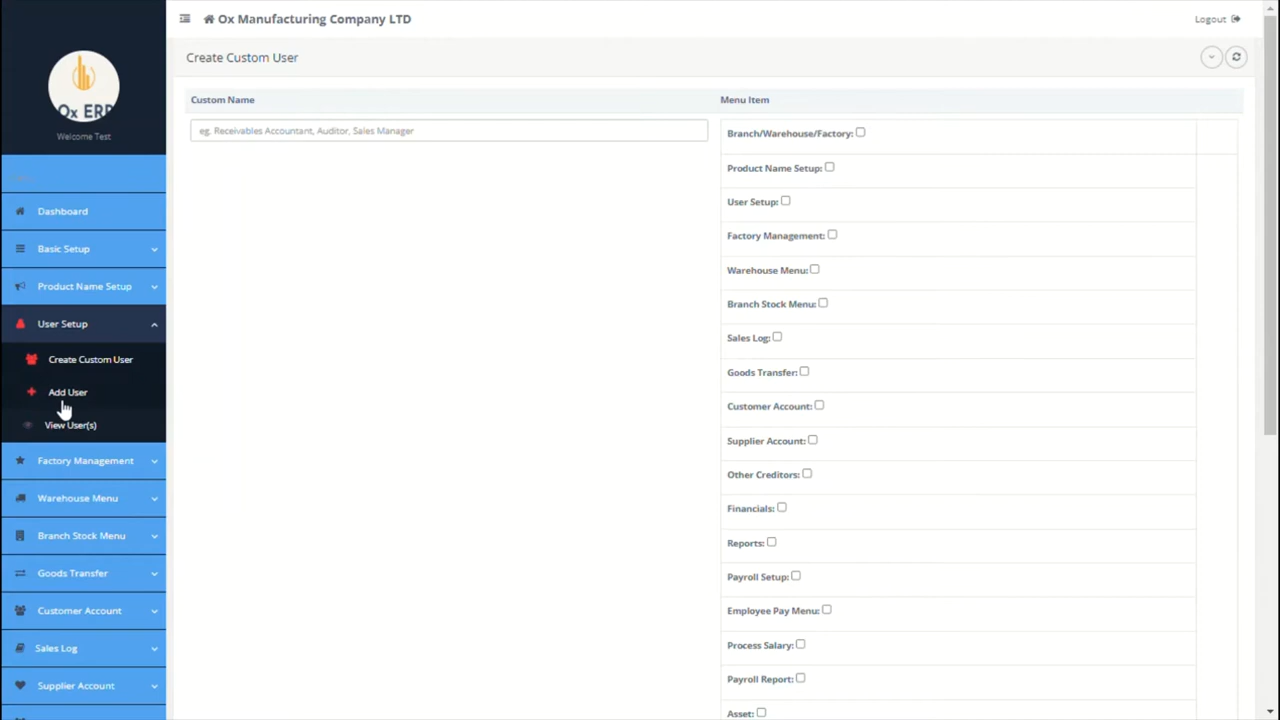 Ox Manufacturing Company LTD
Logout
Ox ERP
Welcome Test
Dashboard
Basic Setup
Product Name Setup
User Setup
Create Custom User
Add User
View User(s)
Factory Management
Warehouse Menu
Branch Stock Menu
Goods Transfer
Customer Account
Sales Log
Supplier Account
Create Custom User
Custom Name
eg. Receivables Accountant, Auditor, Sales Manager
Menu Item
Branch/Warehouse/Factory:
Product Name Setup:
User Setup:
Factory Management:
Warehouse Menu:
Branch Stock Menu:
Sales Log:
Goods Transfer:
Customer Account:
Supplier Account:
Other Creditors:
Financials:
Reports:
Payroll Setup:
Employee Pay Menu:
Process Salary:
Payroll Report:
Asset: